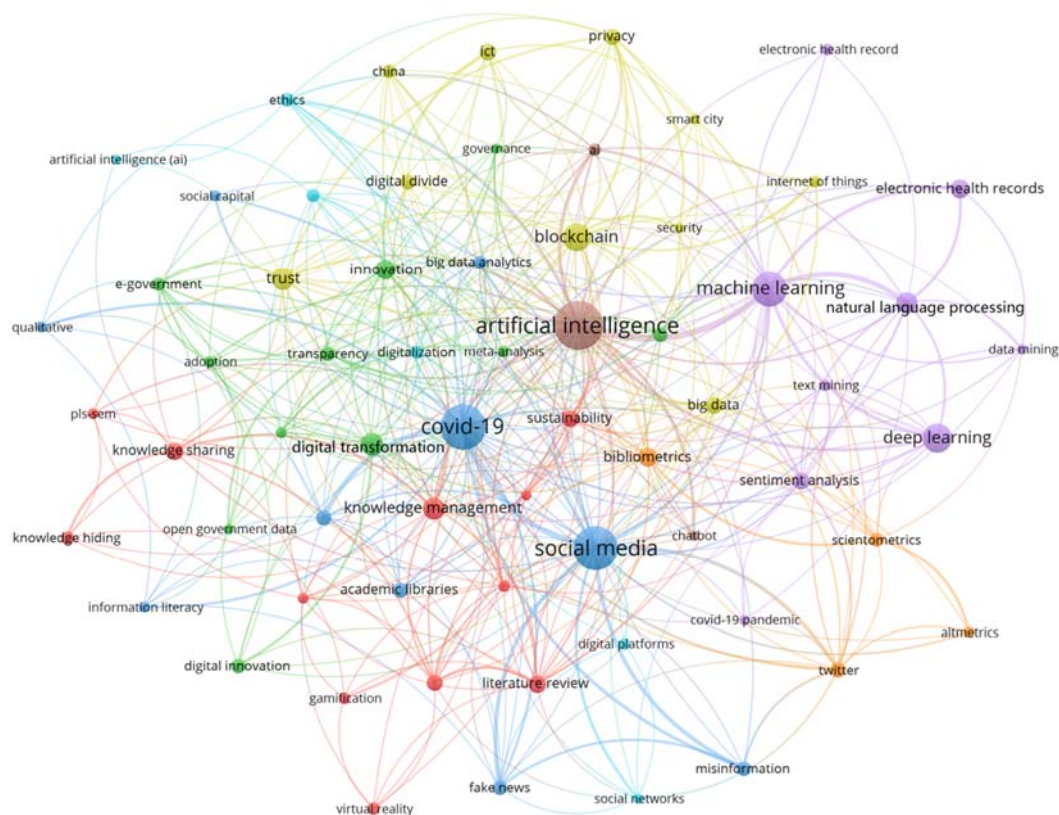 privacy
ict
electronic health record
china
ethics
smart city
governance
ai
artificial intelligence (ai)
digital divide
internet of things
social capital
electronic health records
blockchain
security
big data analytics
innovation
trust
e-government
machine learning
natural language processing
qualitative
artificial intelligence
adoption
transparency
digitalization
meta-analysis
data mining
text mining
pls-sem
sustainability
big data
covid-19
deep learning
knowledge sharing
digital transformation
bibliometrics
sentiment analysis
knowledge management
open government data
knowledge hiding
social media
chatbot
scientometrics
academic libraries
information literacy
covid-19 pandemic
altmetrics
digital platforms
digital innovation
twitter
literature review
gamification
misinformation
fake news
social networks
virtual reality